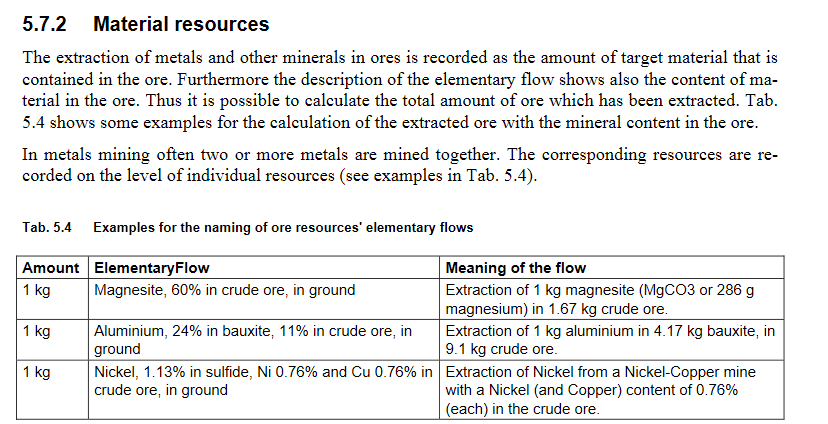 5.7.2 Material resources
The extraction of metals and other minerals in ores is recorded as the amount of target material that is
contained in the ore. Furthermore the description of the elementary flow shows also the content of ma-
terial in the ore. Thus it is possible to calculate the total amount of ore which has been extracted. Tab.
5.4 shows some examples for the calculation of the extracted ore with the mineral content in the ore.
In metals mining often two or more metals are mined together. The corresponding resources are re-
corded on the level of individual resources (see examples in Tab. 5.4).
Tab. 5.4 Examples for the naming of ore resources' elementary flows
Amount ElementaryFlow Meaning of the flow
1 kg Magnesite, 60% in crude ore, in ground Extraction of 1 kg magnesite (MgCO3 or 286 g
magnesium) in 1.67 kg crude ore.
1 kg Aluminium, 24% in bauxite, 11% in crude ore, in Extraction of 1 kg aluminium in 4.17 kg bauxite, in
ground 9.1 kg crude ore.
1 kg Nickel, 1.13% in sulfide, Ni 0.76% and Cu 0.76% in Extraction of Nickel from a Nickel-Copper mine
crude ore, in ground with a Nickel (and Copper) content of 0.76%
(each) in the crude ore.